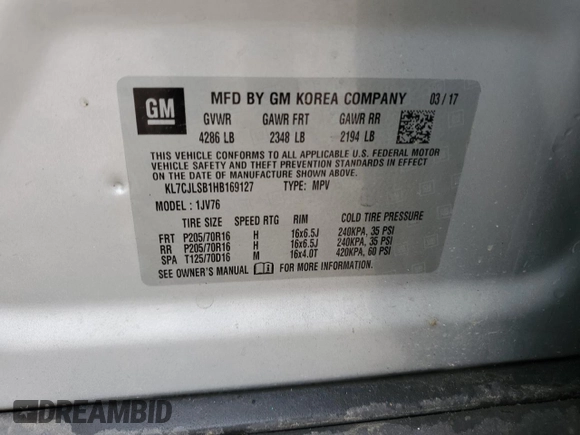 GM
MFD BY GM KOREA COMPANY 03/17
GVWR GAWR FRT GAWR RR
4286 LB 2348 LB 2194 LB
THIS VEHICLE CONFORMS TO ALL APPLICABLE U.S. FEDERAL MOTOR
VEHICLE SAFETY AND THEFT PREVENTION STANDARDS IN EFFECT ON
THE DATE OF MANUFACTURE SHOWN ABOVE.
KL7CJLSB1HB169127 TYPE: MPV
MODEL: 1JV76
TIRE SIZE SPEED RTG RIM COLD TIRE PRESSURE
FRT P205/70R16 H 16x6.5J 240KPA, 35 PSI
RR P205/70R16 H 16x6.5J 240KPA, 35 PSI
SPA T125/70D16 M 16x4.0T 420KPA, 60 PSI
SEE OWNER'S MANUAL FOR MORE INFORMATION.
DREAMBID